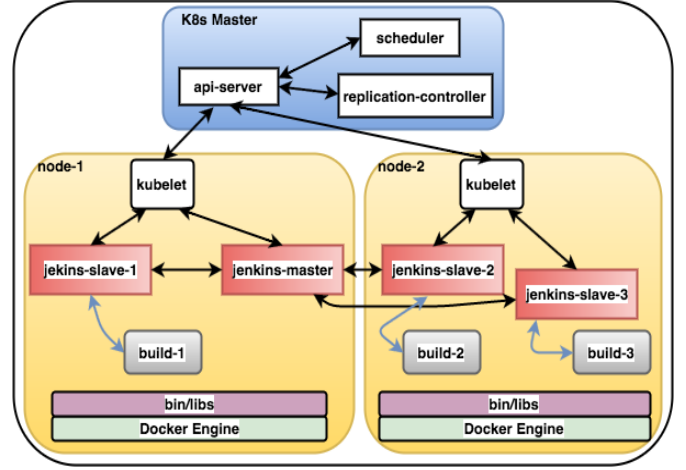 K8s Master
scheduler
api-server
replication-controller
node-1
node-2
kubelet
kubelet
jekins-slave-1
jenkins-master
jenkins-slave-2
jenkins-slave-3
build-1
build-2
build-3
bin/libs
bin/libs
Docker Engine
Docker Engine